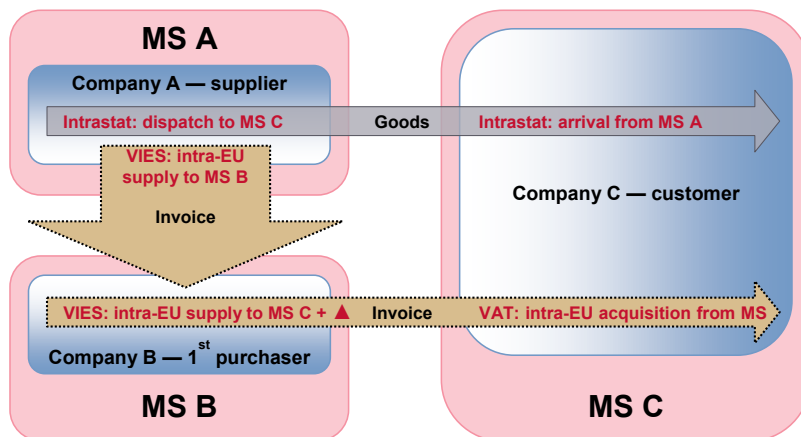 MS A
Company A — supplier
Intrastat: dispatch to MS C
Goods
Intrastat: arrival from MS A
VIES: intra-EU
supply to MS B
Invoice
Company C — customer
VIES: intra-EU supply to MS C + ▲
Invoice
VAT: intra-EU acquisition from MS
Company B — 1st purchaser
MS B
MS C